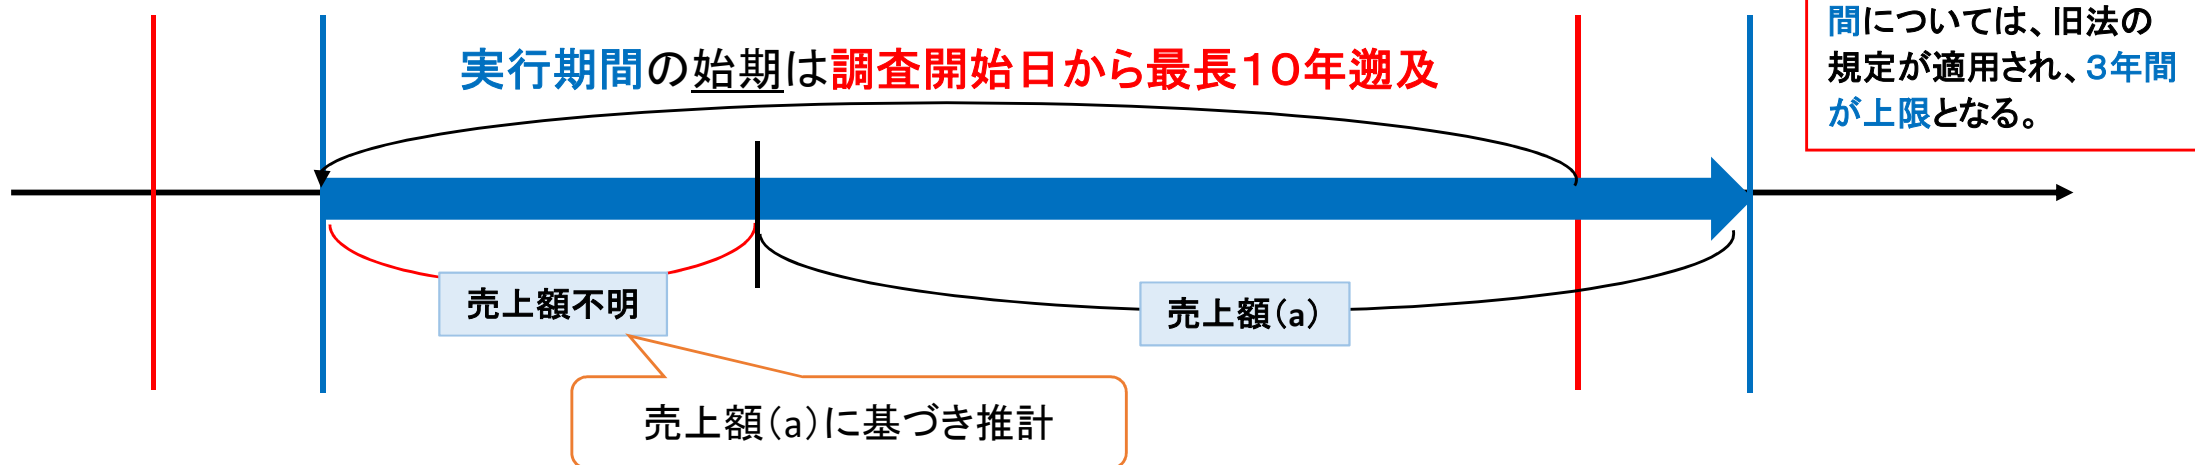 間については、旧法の
規定が適用され、3年間
が上限となる。
実行期間の始期は調査開始日から最長10年遡及
売上額不明
売上額(a)
売上額(a)に基づき推計